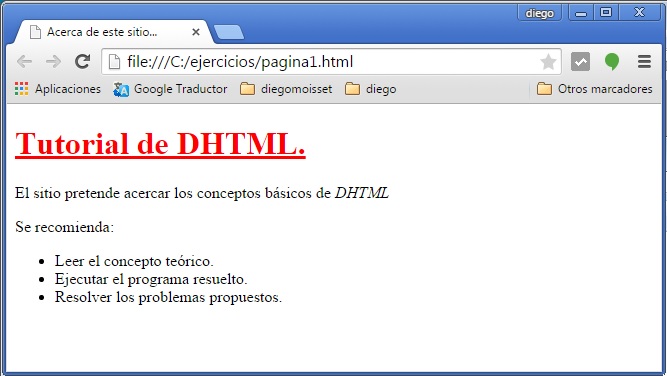 diego
Acerca de este sitio...
file:///C:/ejercicios/pagina1.html
Aplicaciones Google Traductor diegomoisset diego Otros marcadores
Tutorial de DHTML.
El sitio pretende acercar los conceptos básicos de DHTML
Se recomienda:
• Leer el concepto teórico.
• Ejecutar el programa resuelto.
• Resolver los problemas propuestos.